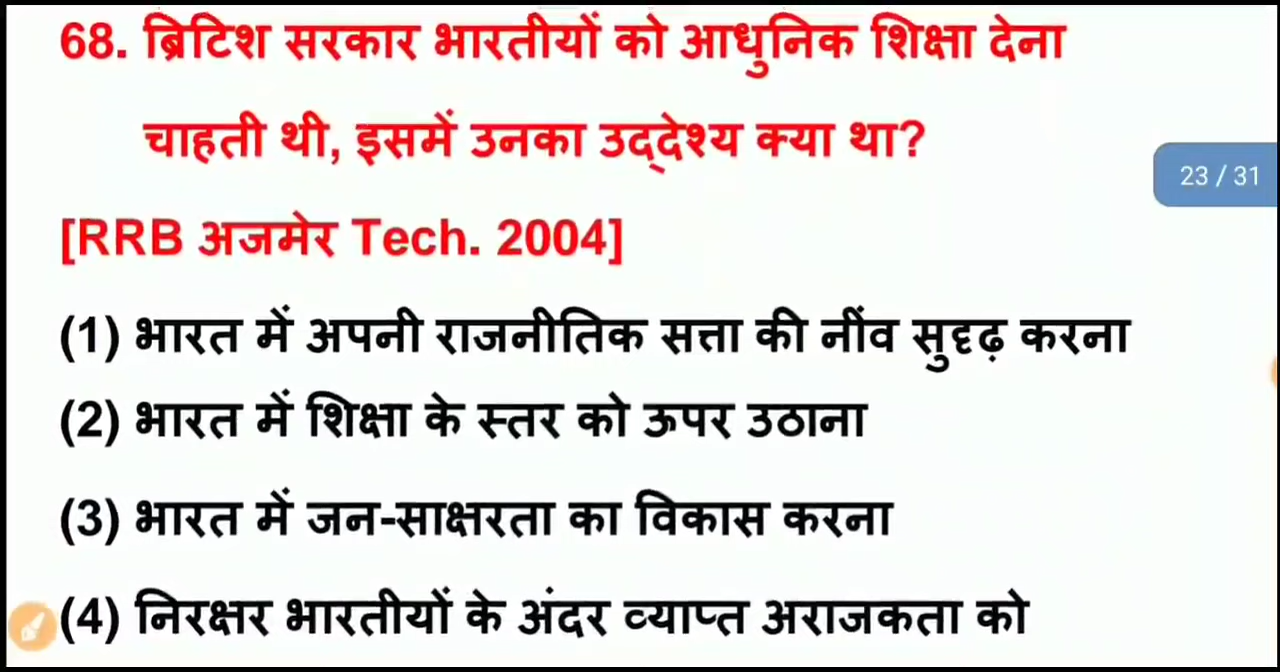 68. ब्रिटिश सरकार भारतीयों को आधुनिक शिक्षा देना
चाहती थी, इसमें उनका उद्देश्य क्या था?
23 / 31
[RRB अजमेर Tech. 2004]
(1) भारत में अपनी राजनीतिक सत्ता की नींव सुदृढ़ करना
(2) भारत में शिक्षा के स्तर को ऊपर उठाना
(3) भारत में जन-साक्षरता का विकास करना
(4) निरक्षर भारतीयों के अंदर व्याप्त अराजकता को